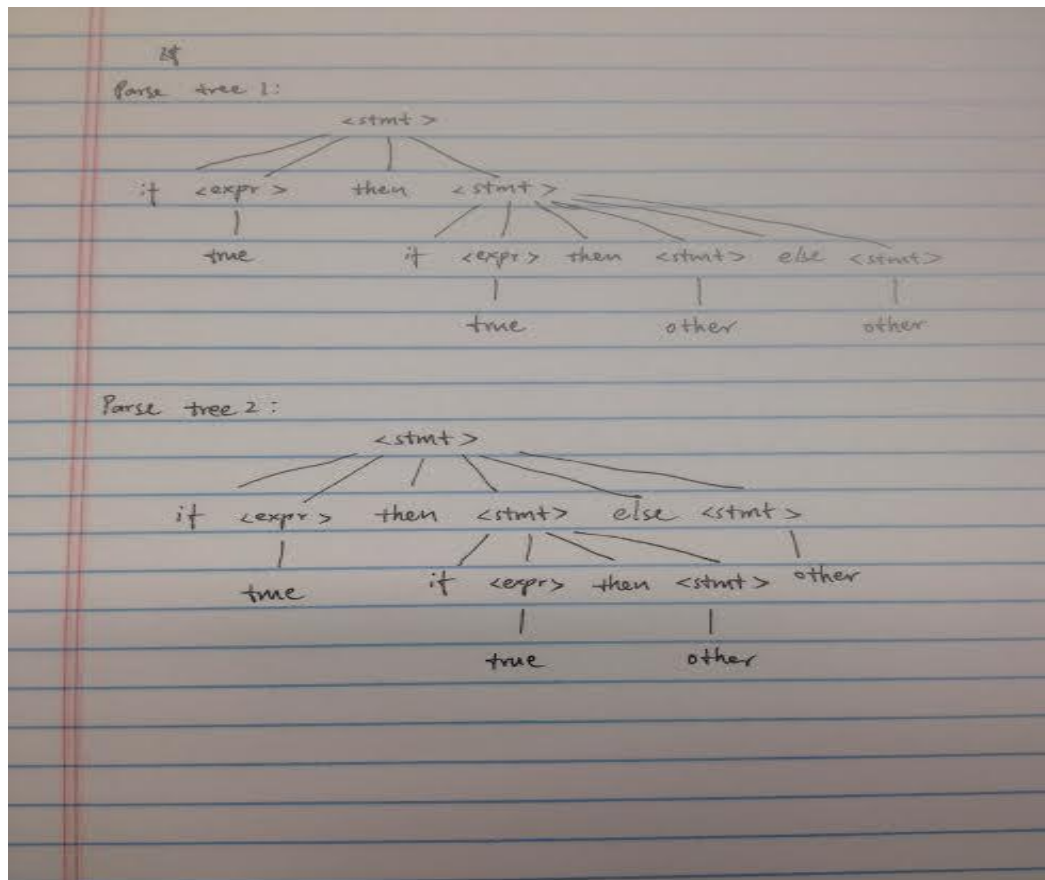 if
Parse tree 1:
<stmt>
if <expr> then <stmt>
true if <expr> then <stmt> else <stmt>
true other other
Parse tree 2:
<stmt>
if <expr> then <stmt> else <stmt>
true if <expr> then <stmt> other
true other